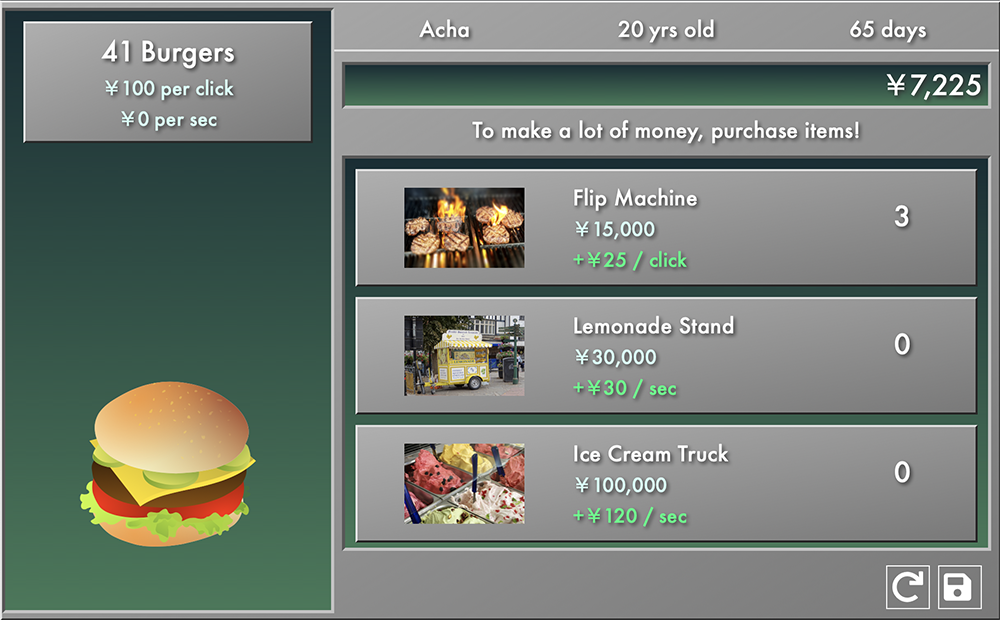 41 Burgers
¥100 per click
¥0 per sec
Acha
20 yrs old
65 days
¥7,225
To make a lot of money, purchase items!
Flip Machine
¥15,000
+¥25 / click
3
Lemonade Stand
¥30,000
+¥30 / sec
0
Ice Cream Truck
¥100,000
+¥120 / sec
0